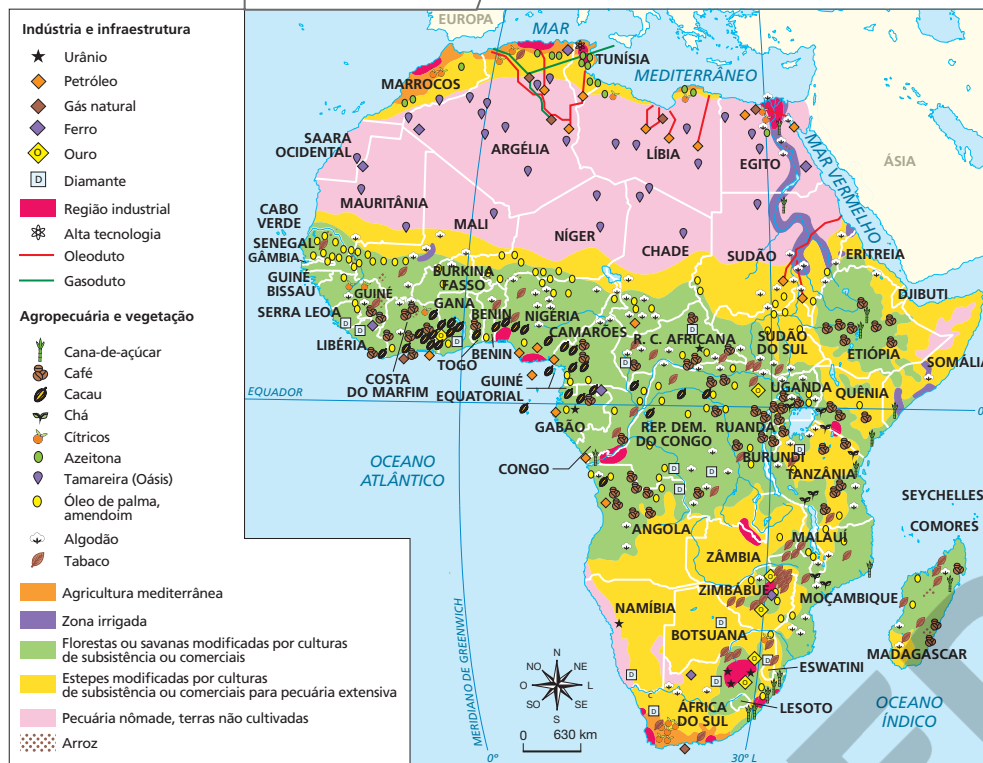 Indústria e infraestrutura
Urânio
Petróleo
Gás natural
Ferro
Ouro
Diamante
Região industrial
Alta tecnologia
Oleoduto
Gasoduto
Agropecuária e vegetação
Cana-de-açúcar
Café
Cacau
Chá
Cítricos
Azeitona
Tamareira (Oásis)
Óleo de palma,
amendoim
Algodão
Tabaco
Agricultura mediterrânea
Zona irrigada
Florestas ou savanas modificadas por culturas
de subsistência ou comerciais
Estepes modificadas por culturas
de subsistência ou comerciais para pecuária extensiva
Pecuária nômade, terras não cultivadas
Arroz
EUROPA
MAR
MEDITERRÂNEO
TUNÍSIA
MARROCOS
SAARA
OCIDENTAL
ARGÉLIA
LÍBIA
EGITO
MAR VERMELHO
ÁSIA
MAURITÂNIA
CABO
VERDE
MALI
NÍGER
CHADE
SUDÃO
ERITREIA
SENEGAL
GÂMBIA
GUINÉ
BISSAU
GUINÉ
BURKINA
FASSO
DJIBUTI
SERRA LEOA
GANA
BENIN
NIGÉRIA
CAMARÕES
R. C. AFRICANA
SUDÃO
DO SUL
ETIÓPIA
SOMÁLIA
LIBÉRIA
COSTA
DO MARFIM
TOGO
BENIN
GUINÉ
EQUATORIAL
UGANDA
QUÊNIA
EQUADOR
0°
GABÃO
REP. DEM.
DO CONGO
RUANDA
BURUNDI
TANZÂNIA
CONGO
OCEANO
ATLÂNTICO
SEYCHELLES
COMORES
ANGOLA
ZÂMBIA
MALAUÍ
ZIMBÁBUE
MOÇAMBIQUE
NAMÍBIA
BOTSUANA
MADAGASCAR
ESWATINI
LESOTO
ÁFRICA
DO SUL
OCEANO
ÍNDICO
MERIDIANO DE GREENWICH
N
NO
NE
O
L
SO
SE
S
0
630 km
0°
30° L